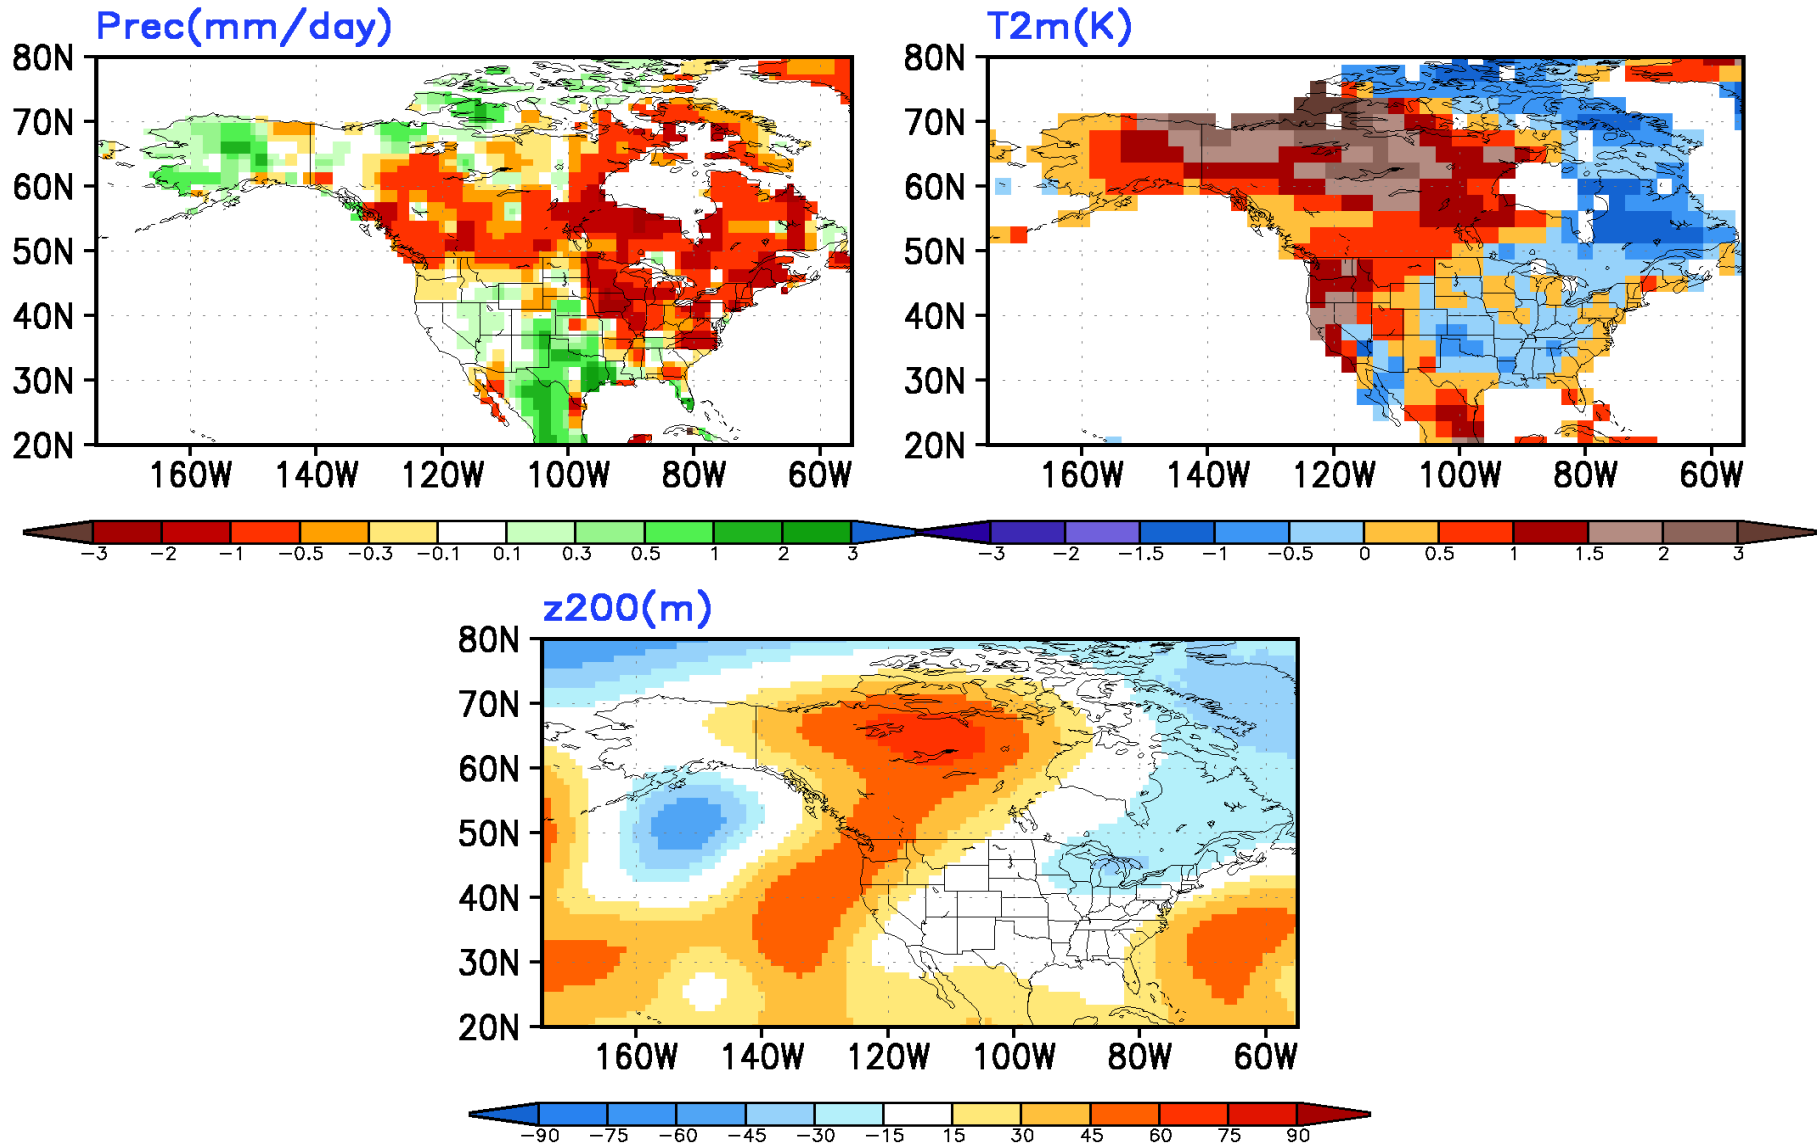 Prec(mm/day)
T2m(K)
80N
70N
60N
50N
40N
30N
20N
160W 140W 120W 100W 80W 60W
80N
70N
60N
50N
40N
30N
20N
160W 140W 120W 100W 80W 60W
-3 -2 -1 -0.5 -0.3 -0.1 0.1 0.3 0.5 1 2 3
-3 -2 -1.5 -1 -0.5 0 0.5 1 1.5 2 3
z200(m)
80N
70N
60N
50N
40N
30N
20N
160W 140W 120W 100W 80W 60W
-90 -75 -60 -45 -30 -15 15 30 45 60 75 90